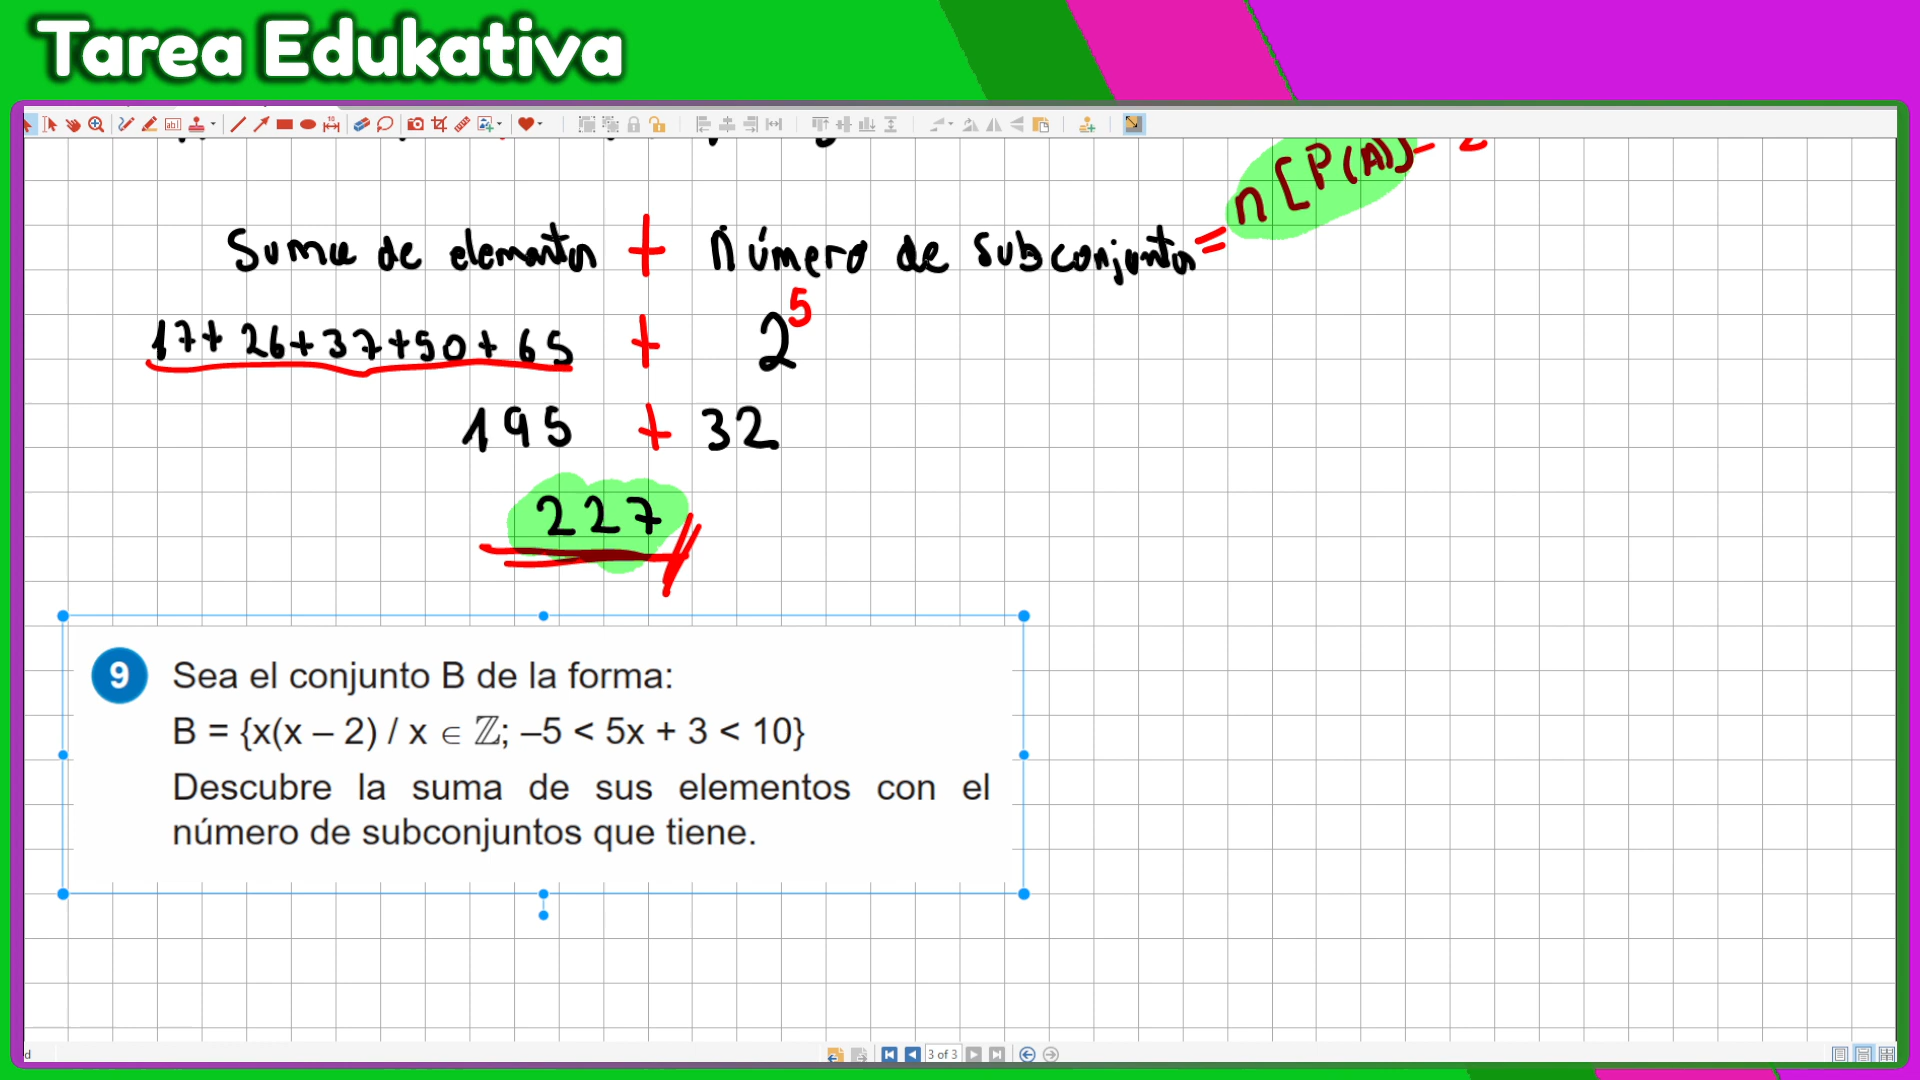 Tarea Edukativa
n[P(A)]= 2
Suma de elementos + Número de subconjuntos =
17+ 26+37+50+ 65 + 2⁵
195 + 32
227
9 Sea el conjunto B de la forma:
B = {x(x – 2) / x ∈ ℤ; –5 < 5x + 3 < 10}
Descubre la suma de sus elementos con el
número de subconjuntos que tiene.
3 of 3